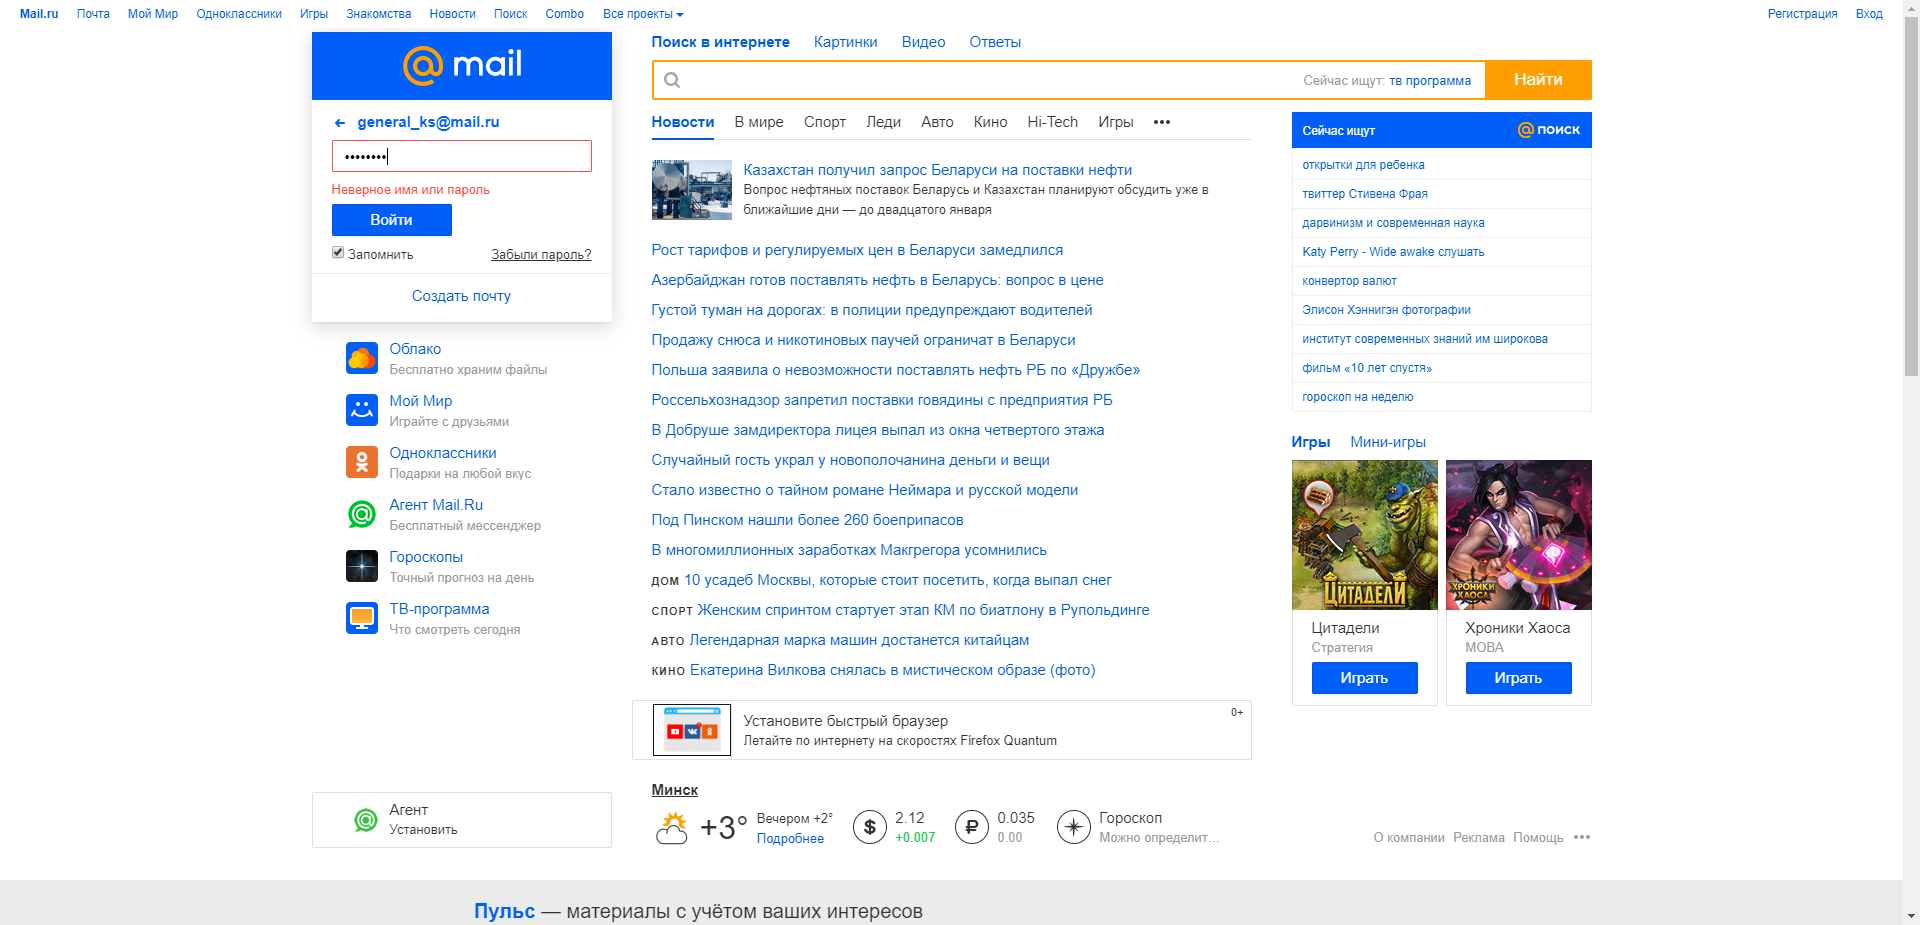 Mail.ru Почта Мой Мир Одноклассники Игры Знакомства Новости Поиск Combo Все проекты Регистрация Вход
@mail
general_ks@mail.ru
••••••••
Неверное имя или пароль
Войти
Запомнить Забыли пароль?
Создать почту
Облако
Бесплатно храним файлы
Мой Мир
Играйте с друзьями
Одноклассники
Подарки на любой вкус
Агент Mail.Ru
Бесплатный мессенджер
Гороскопы
Точный прогноз на день
ТВ-программа
Что смотреть сегодня
Агент
Установить
Поиск в интернете Картинки Видео Ответы
Сейчас ищут: тв программа Найти
Новости В мире Спорт Леди Авто Кино Hi-Tech Игры •••
Казахстан получил запрос Беларуси на поставки нефти
Вопрос нефтяных поставок Беларусь и Казахстан планируют обсудить уже в
ближайшие дни — до двадцатого января
Рост тарифов и регулируемых цен в Беларуси замедлился
Азербайджан готов поставлять нефть в Беларусь: вопрос в цене
Густой туман на дорогах: в полиции предупреждают водителей
Продажу снюса и никотиновых паучей ограничат в Беларуси
Польша заявила о невозможности поставлять нефть РБ по «Дружбе»
Россельхознадзор запретил поставки говядины с предприятия РБ
В Добруше замдиректора лицея выпал из окна четвертого этажа
Случайный гость украл у новополочанина деньги и вещи
Стало известно о тайном романе Неймара и русской модели
Под Пинском нашли более 260 боеприпасов
В многомиллионных заработках Макгрегора усомнились
ДОМ 10 усадеб Москвы, которые стоит посетить, когда выпал снег
СПОРТ Женским спринтом стартует этап КМ по биатлону в Рупольдинге
АВТО Легендарная марка машин достанется китайцам
КИНО Екатерина Вилкова снялась в мистическом образе (фото)
Установите быстрый браузер 0+
Летайте по интернету на скоростях Firefox Quantum
Минск
+3° Вечером +2° Подробнее
$ 2.12 +0.007
₽ 0.035 0.00
Гороскоп
Можно определит...
Сейчас ищут @ПОИСК
открытки для ребенка
твиттер Стивена Фрая
дарвинизм и современная наука
Katy Perry - Wide awake слушать
конвертор валют
Элисон Хэннигэн фотографии
институт современных знаний им широкова
фильм «10 лет спустя»
гороскоп на неделю
Игры Мини-игры
ЦИТАДЕЛИ
Цитадели
Стратегия
Играть
ХРОНИКИ ХАОСА
Хроники Хаоса
МОВА
Играть
О компании Реклама Помощь •••
Пульс — материалы с учётом ваших интересов